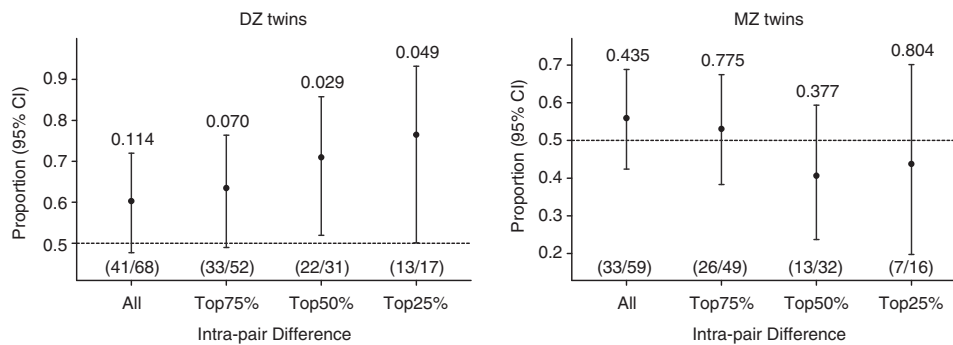 DZ twins
Proportion (95% CI)
0.9
0.8
0.7
0.6
0.5
0.114
0.070
0.029
0.049
(41/68)
(33/52)
(22/31)
(13/17)
All
Top75%
Top50%
Top25%
Intra-pair Difference
MZ twins
Proportion (95% CI)
0.7
0.6
0.5
0.4
0.3
0.2
0.435
0.775
0.377
0.804
(33/59)
(26/49)
(13/32)
(7/16)
All
Top75%
Top50%
Top25%
Intra-pair Difference